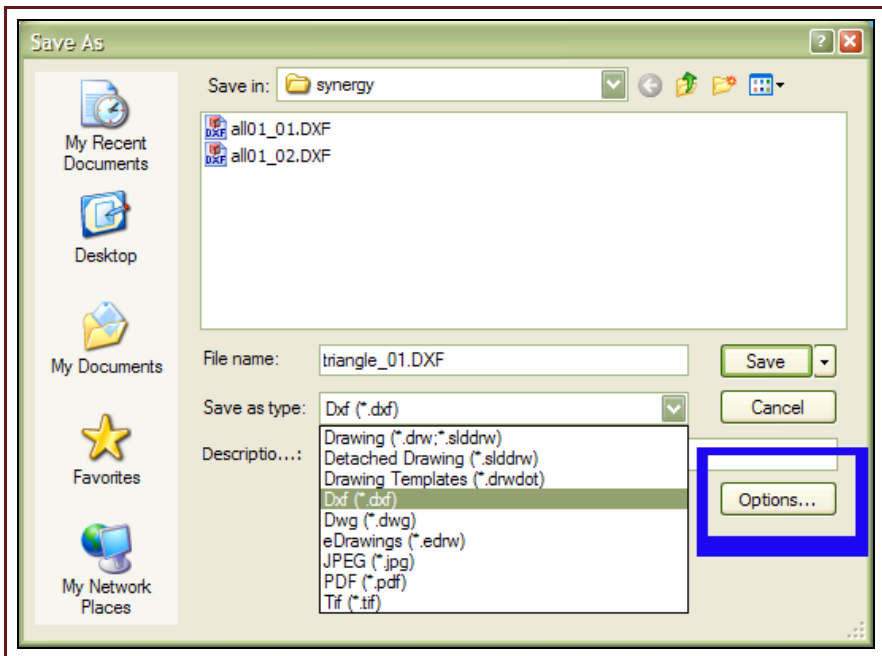 Save As
Save in: synergy
My Recent
Documents
Desktop
My Documents
Favorites
My Network
Places
DXF all01_01.DXF
DXF all01_02.DXF
File name: triangle_01.DXF Save
Save as type: Dxf (*.dxf) Cancel
Descriptio...:
Drawing (*.drw;*.slddrw)
Detached Drawing (*.slddrw)
Drawing Templates (*.drwdot)
Dxf (*.dxf)
Dwg (*.dwg)
eDrawings (*.edrw)
JPEG (*.jpg)
PDF (*.pdf)
Tif (*.tif)
Options...